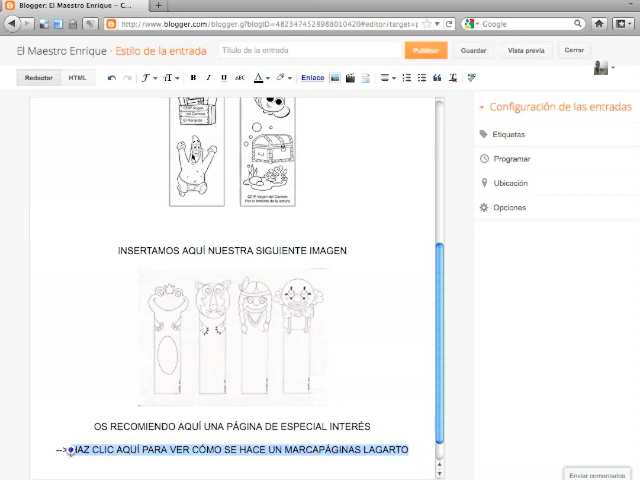 Blogger: El Maestro Enrique – C...
http://www.blogger.com/blogger.g?blogID=4823474528988010420#editor/target=p
Google
El Maestro Enrique · Estilo de la entrada
Título de la entrada
Publicar
Guardar
Vista previa
Cerrar
Redactar
HTML
B I U ABC A
Enlace
Configuración de las entradas
Etiquetas
Programar
Ubicación
Opciones
INSERTAMOS AQUÍ NUESTRA SIGUIENTE IMAGEN
OS RECOMIENDO AQUÍ UNA PÁGINA DE ESPECIAL INTERÉS
--> HAZ CLIC AQUÍ PARA VER CÓMO SE HACE UN MARCAPÁGINAS LAGARTO
Enviar comentarios